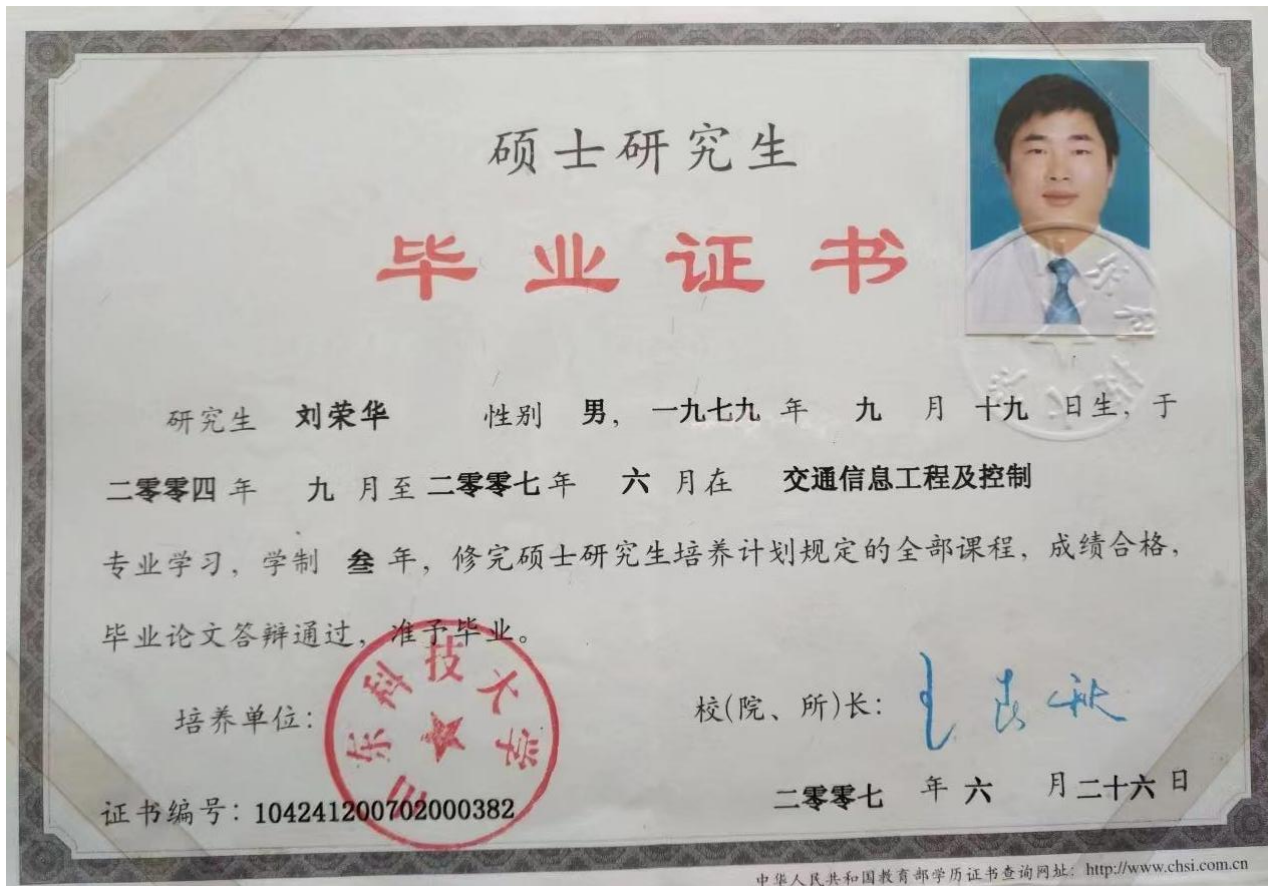 硕士研究生
毕业证书
研究生 刘荣华 性别 男, 一九七九 年 九 月 十九 日生, 于
二零零四 年 九 月至 二零零七 年 六 月在 交通信息工程及控制
专业学习, 学制 叁 年, 修完硕士研究生培养计划规定的全部课程, 成绩合格,
毕业论文答辩通过, 准予毕业。
培养单位:
山东科技大学
校(院、所)长:
二零零七 年 六 月 二十六 日
证书编号: 104241200702000382
中华人民共和国教育部学历证书查询网址: http://www.chsi.com.cn